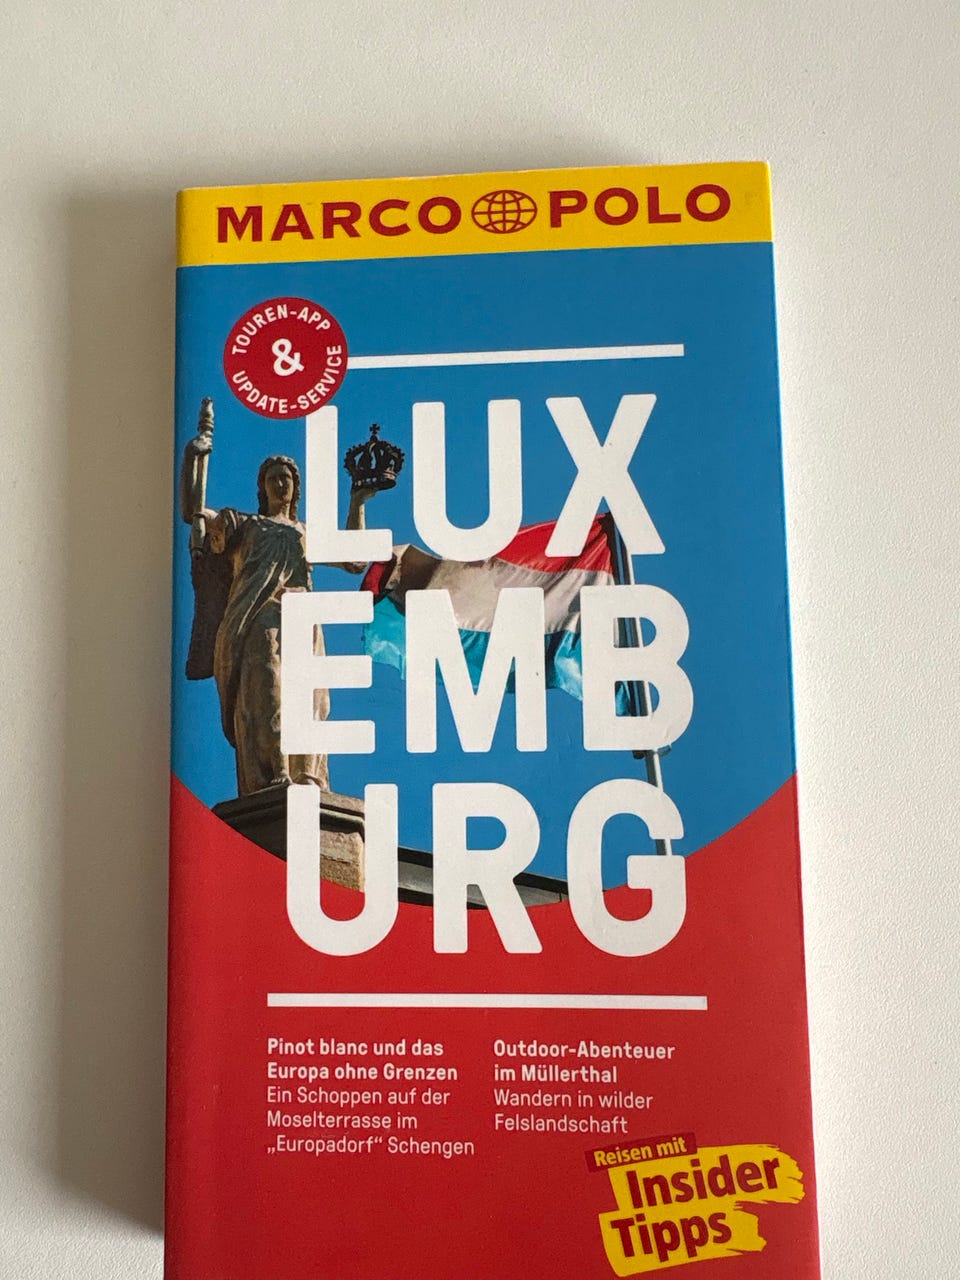 MARCO POLO
TOUREN-APP
&
UPDATE-SERVICE
LUX
EMB
URG
Pinot blanc und das
Europa ohne Grenzen
Ein Schoppen auf der
Moselterrasse im
„Europadorf“ Schengen
Outdoor-Abenteuer
im Müllerthal
Wandern in wilder
Felslandschaft
Reisen mit
Insider
Tipps